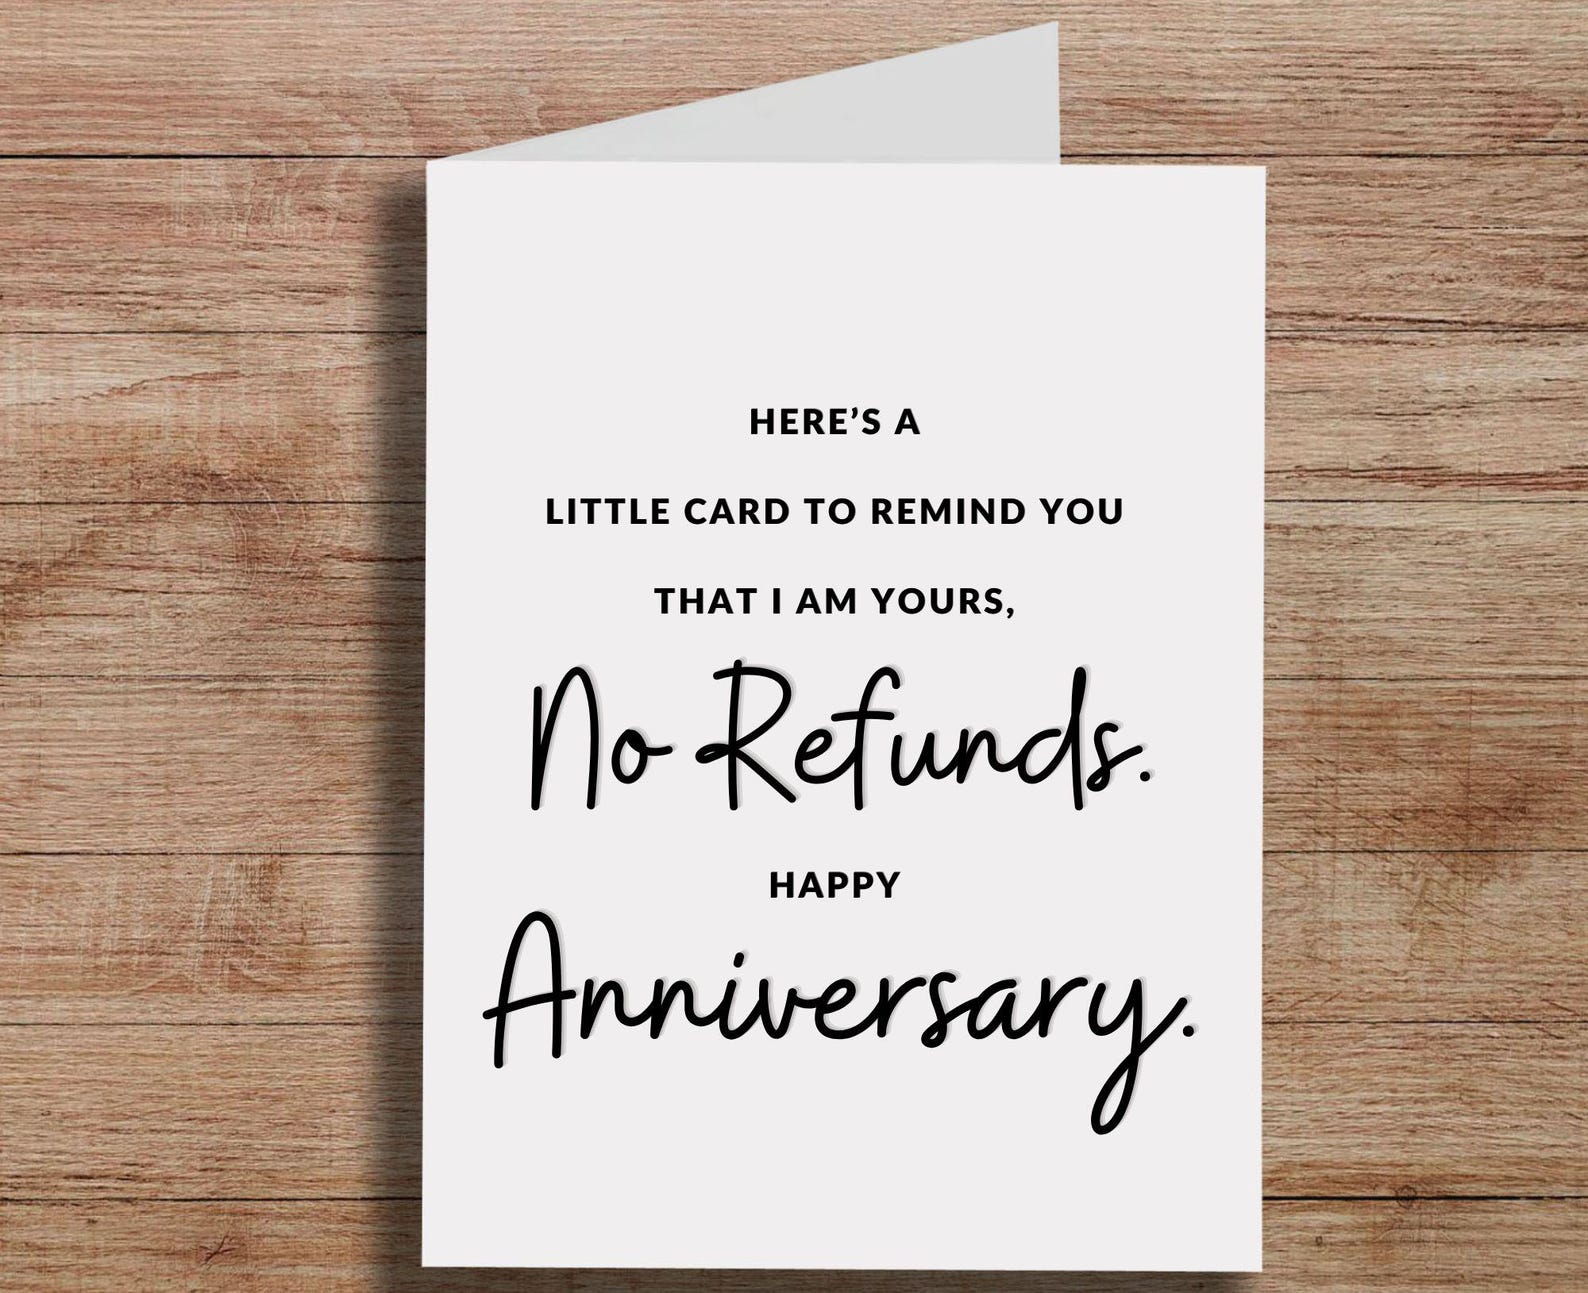 HERE’S A
LITTLE CARD TO REMIND YOU
THAT I AM YOURS,
No Refunds.
HAPPY
Anniversary.